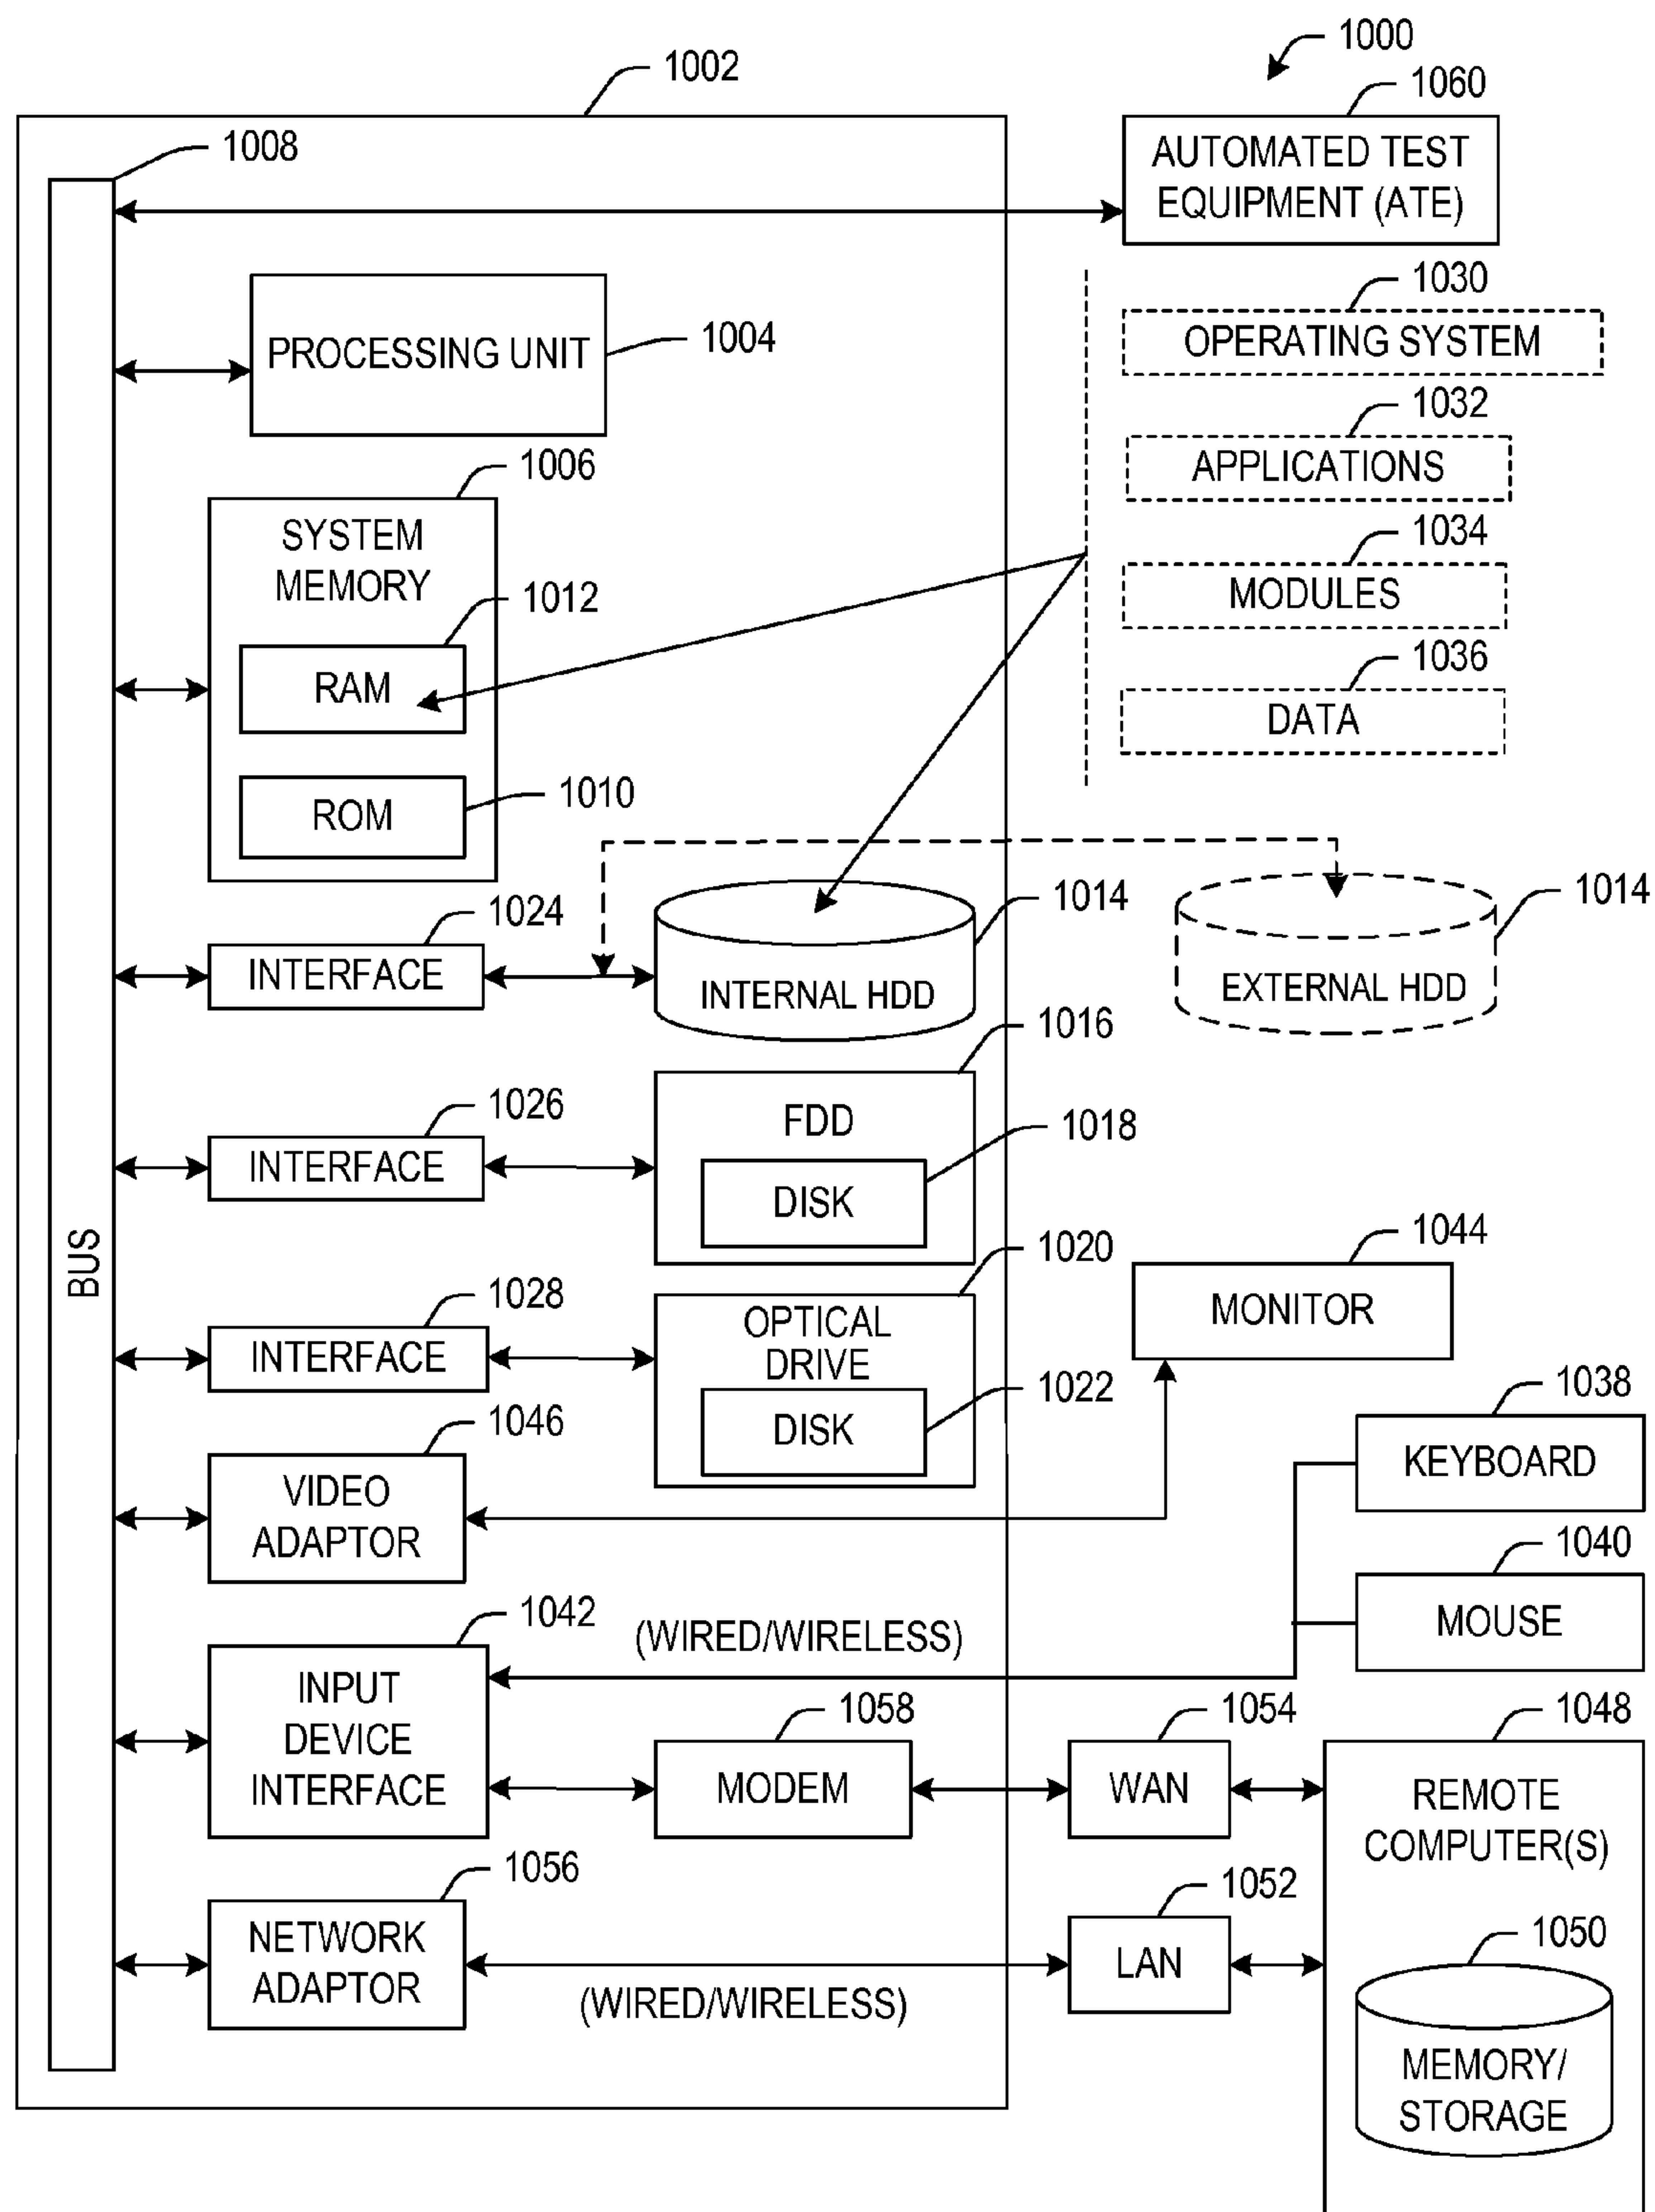 1000
1002
1060
1008
AUTOMATED TEST
EQUIPMENT (ATE)
1030
OPERATING SYSTEM
PROCESSING UNIT
1004
1032
APPLICATIONS
1006
SYSTEM
MEMORY
1034
MODULES
1012
RAM
1036
DATA
1010
ROM
1024
INTERFACE
1014
INTERNAL HDD
1014
EXTERNAL HDD
1016
FDD
1026
INTERFACE
1018
DISK
BUS
1020
OPTICAL
DRIVE
1044
MONITOR
1028
INTERFACE
1022
DISK
1038
KEYBOARD
1046
VIDEO
ADAPTOR
1040
MOUSE
1042
INPUT
DEVICE
INTERFACE
(WIRED/WIRELESS)
1058
MODEM
1054
WAN
1048
REMOTE
COMPUTER(S)
1056
NETWORK
ADAPTOR
(WIRED/WIRELESS)
1052
LAN
1050
MEMORY/
STORAGE